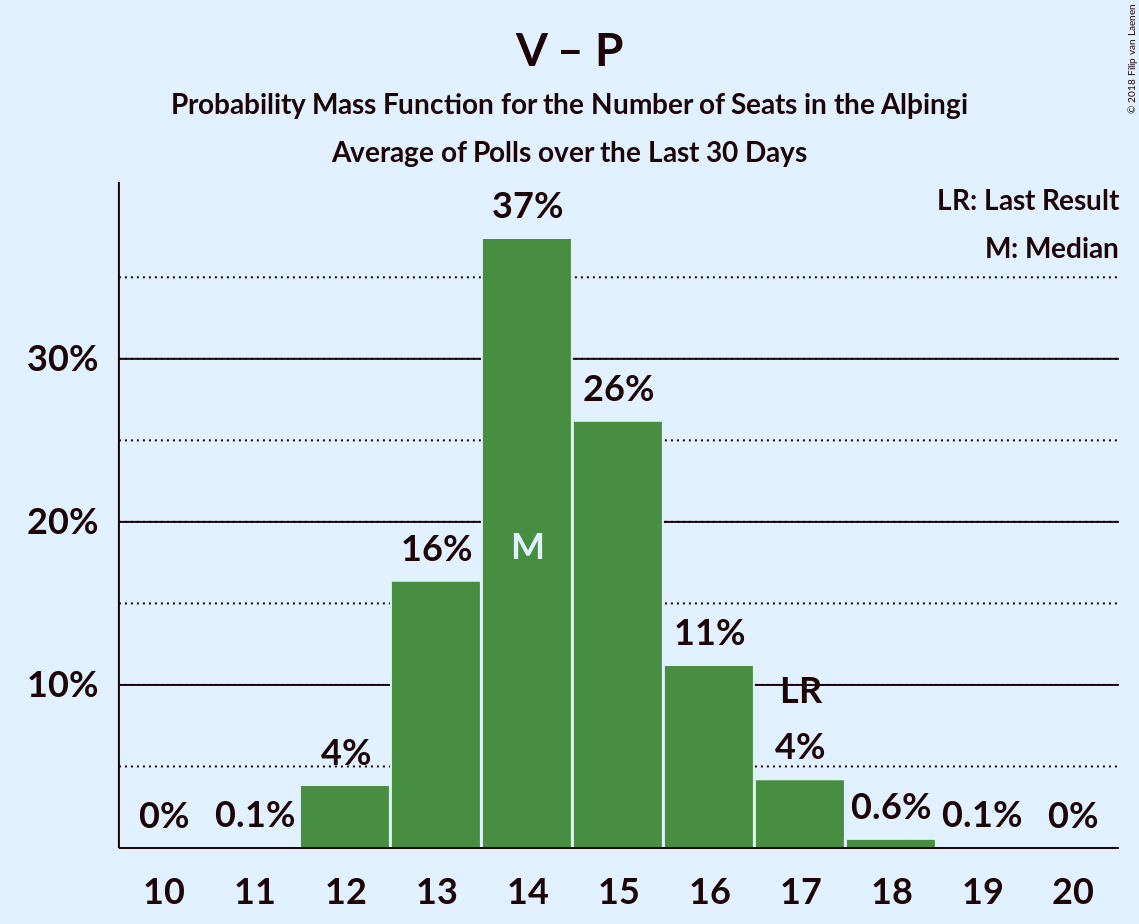 V – P
Probability Mass Function for the Number of Seats in the Alþingi
Average of Polls over the Last 30 Days
© 2018 Filip van Laenen
LR: Last Result
M: Median
37%
30%
26%
20%
16%
M
11%
10%
LR
4%
4%
0%
0.1%
0.6%
0.1%
0%
10 11 12 13 14 15 16 17 18 19 20